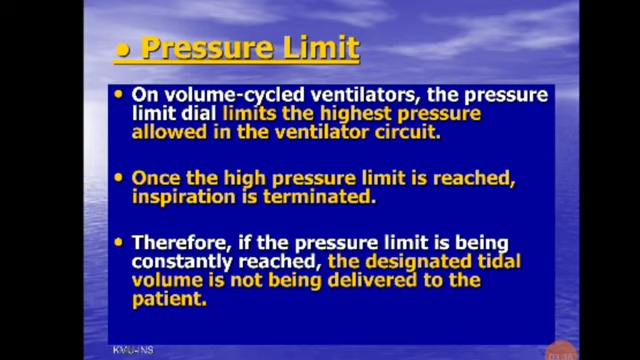 • Pressure Limit
• On volume-cycled ventilators, the pressure
limit dial limits the highest pressure
allowed in the ventilator circuit.
• Once the high pressure limit is reached,
inspiration is terminated.
• Therefore, if the pressure limit is being
constantly reached, the designated tidal
volume is not being delivered to the
patient.
KMU-INS